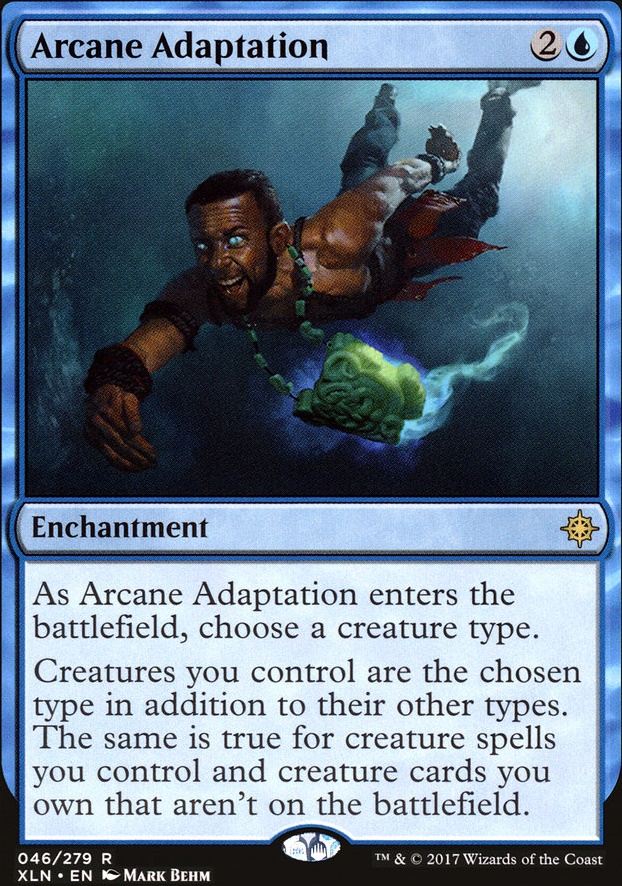 Arcane Adaptation 2
Enchantment
As Arcane Adaptation enters the
battlefield, choose a creature type.
Creatures you control are the chosen
type in addition to their other types.
The same is true for creature spells
you control and creature cards you
own that aren't on the battlefield.
046/279 R
XLN • EN Mark Behm
™ & © 2017 Wizards of the Coast